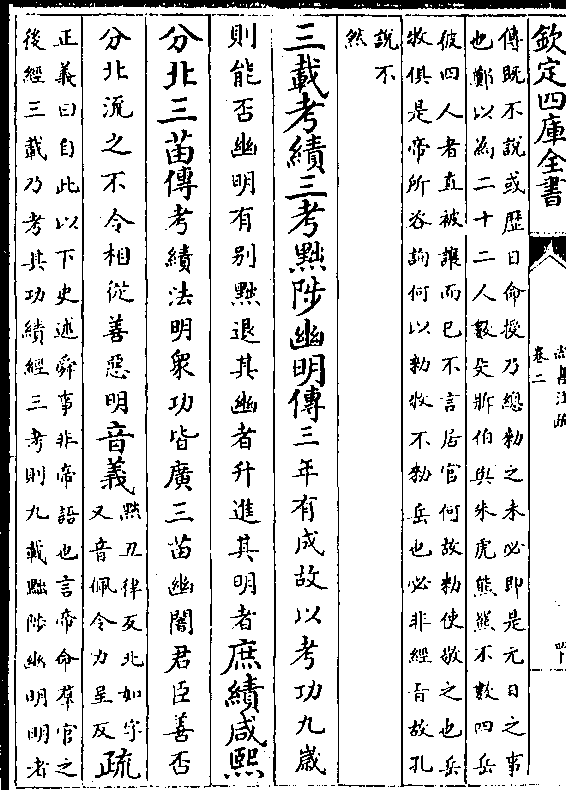 欽定四庫全書
尚書注疏
卷二
傳既不說或歴日命授乃總勑之未必即是元日之事
也鄭以為二十二人數殳斨伯與朱虎熊羆不數四岳
彼四人者直被讓而已不言居官何故勑使敬之也岳
牧俱是帝所咨詢何以勑牧不勑岳也必非經旨故孔
說不
然
三載考績三考黜陟幽明傳三年有成故以考功九歲
則能否幽明有别黜退其幽者升進其明者庶績咸熙
分北三苗傳考績法明衆功皆廣三苗幽闇君臣善否
分北流之不令相從善惡明音義黜丑律反北如字
又音佩令力呈反疏
正義曰自此以下史述舜事非帝語也言帝命羣官之
後經三載乃考其功績經三考則九載黜陟幽明明者